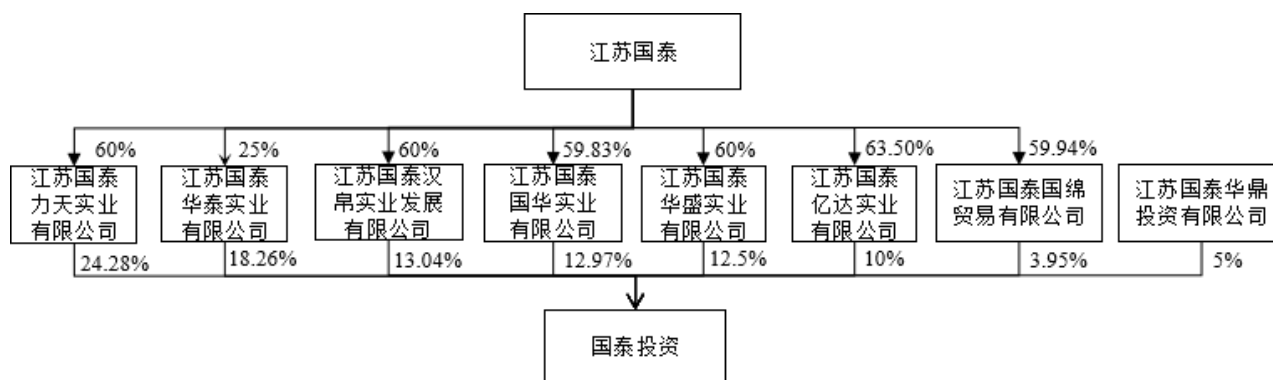 江苏国泰
60%
25%
60%
59.83%
60%
63.50%
59.94%
江苏国泰
力天实业
有限公司
江苏国泰
华泰实业
有限公司
江苏国泰汉
帛实业发展
有限公司
江苏国泰
国华实业
有限公司
江苏国泰
华盛实业
有限公司
江苏国泰
亿达实业
有限公司
江苏国泰国绵
贸易有限公司
江苏国泰华鼎
投资有限公司
24.28%
18.26%
13.04%
12.97%
12.5%
10%
3.95%
5%
国泰投资